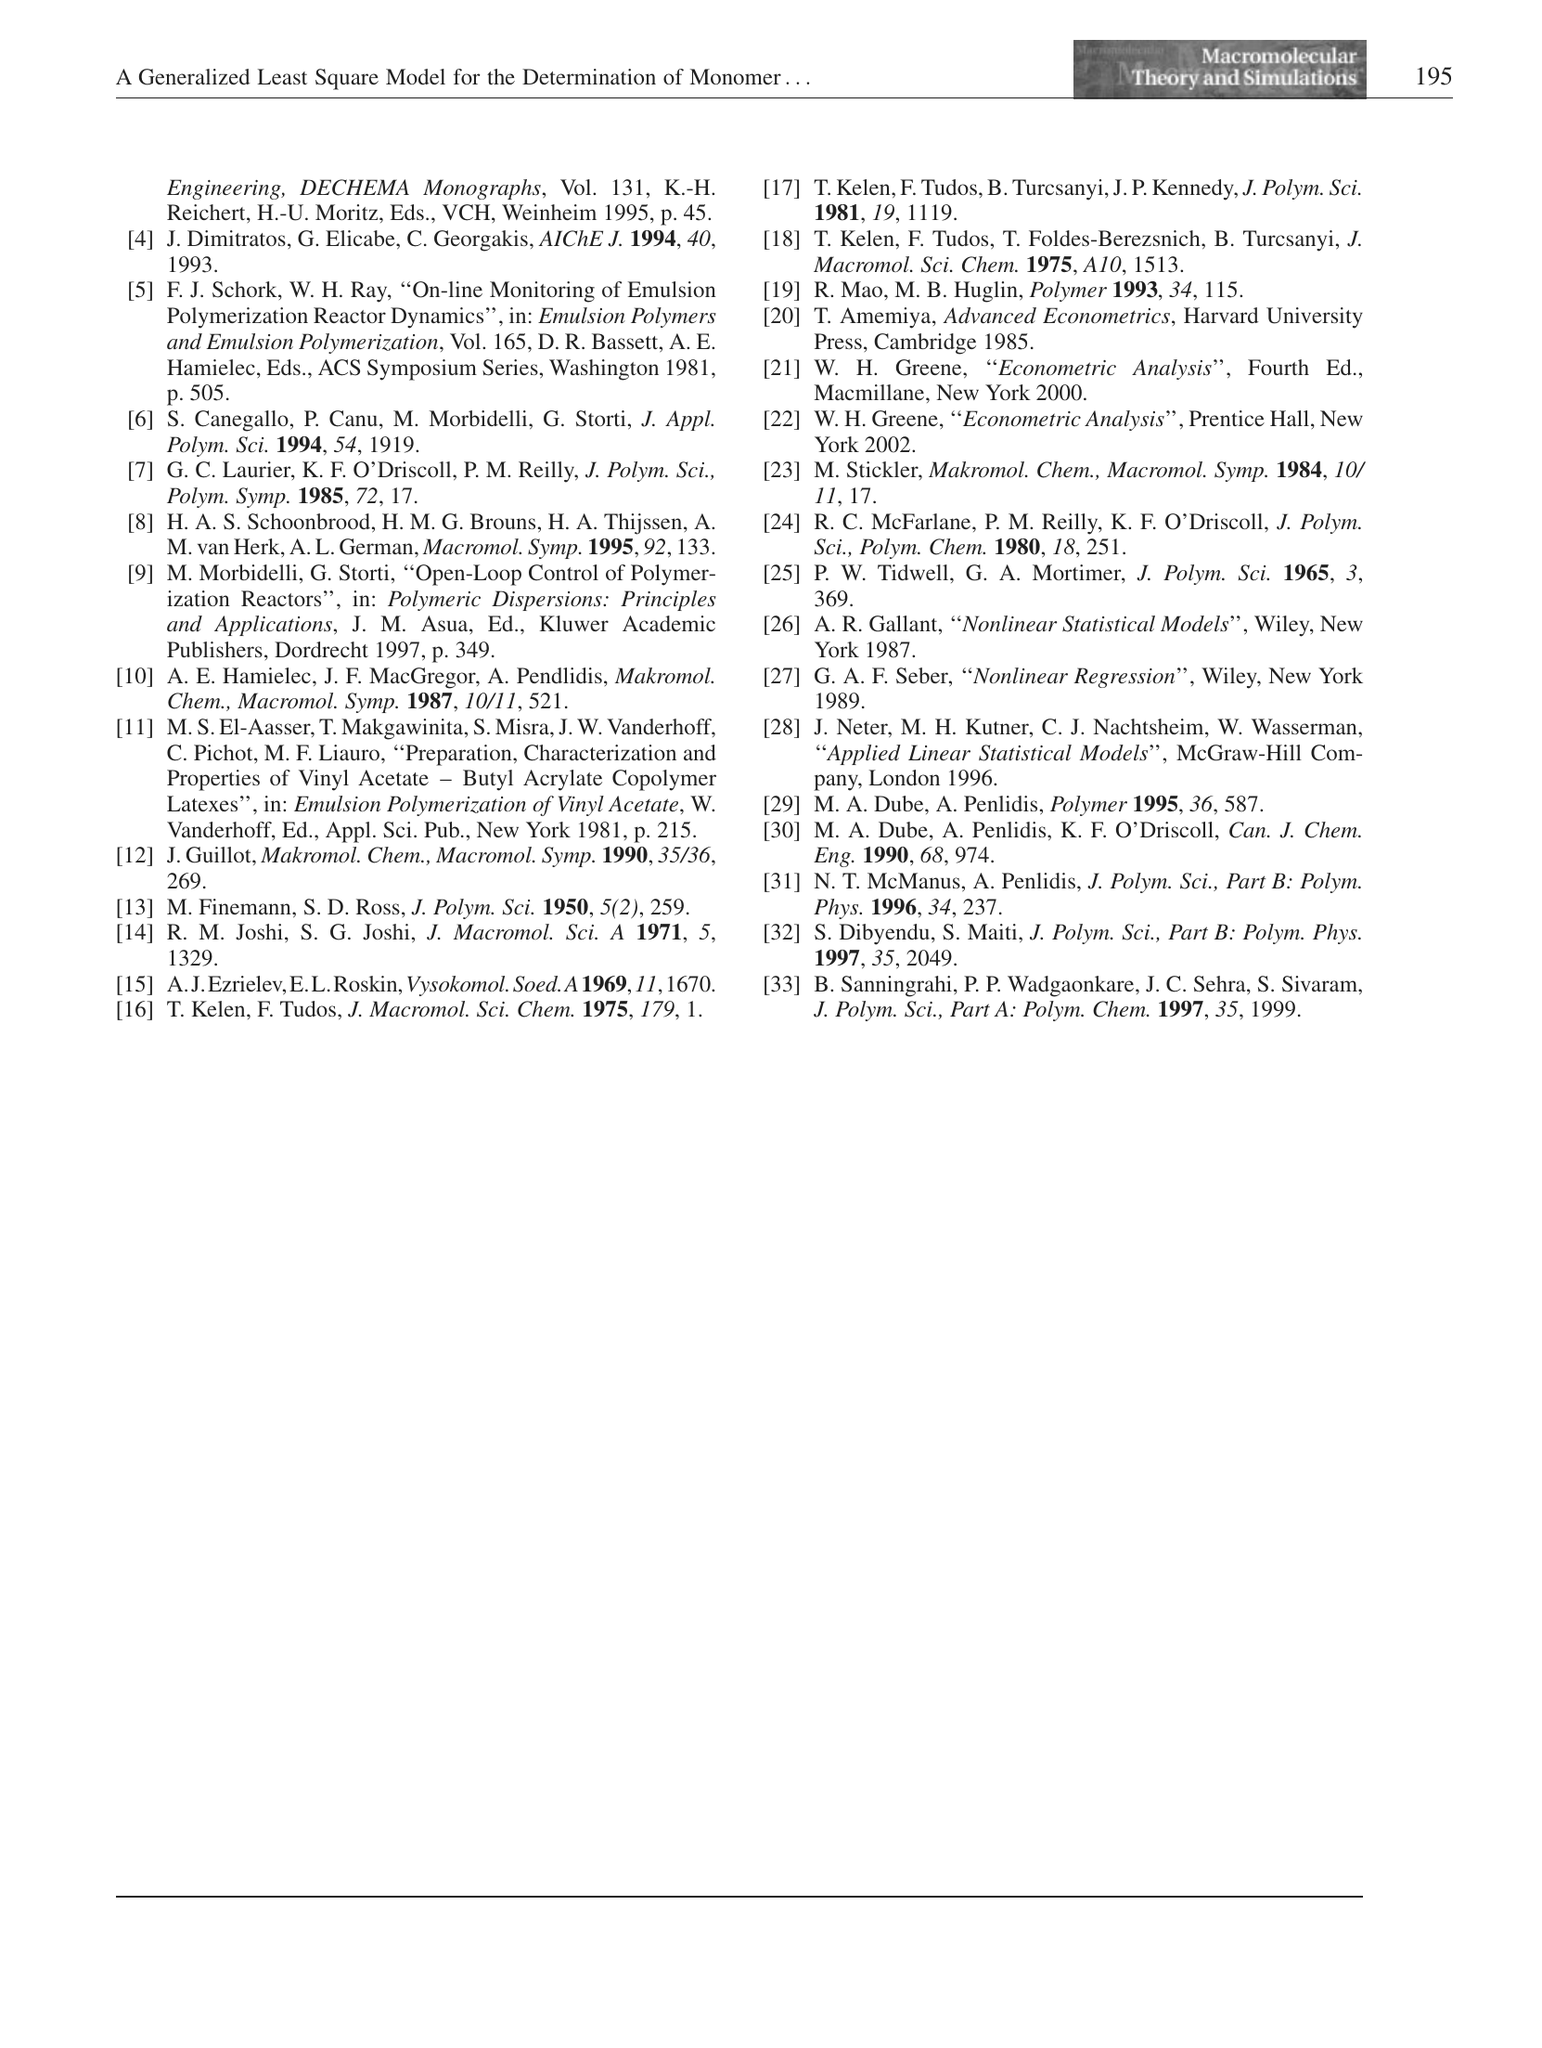 A Generalized Least Square Model for the Determination of Monomer . . .
Macromolecular
Theory and Simulations
195
Engineering, DECHEMA Monographs, Vol. 131, K.-H.
Reichert, H.-U. Moritz, Eds., VCH, Weinheim 1995, p. 45.
[4] J. Dimitratos, G. Elicabe, C. Georgakis, AIChE J. 1994, 40,
1993.
[5] F. J. Schork, W. H. Ray, ‘‘On-line Monitoring of Emulsion
Polymerization Reactor Dynamics’’, in: Emulsion Polymers
and Emulsion Polymerization, Vol. 165, D. R. Bassett, A. E.
Hamielec, Eds., ACS Symposium Series, Washington 1981,
p. 505.
[6] S. Canegallo, P. Canu, M. Morbidelli, G. Storti, J. Appl.
Polym. Sci. 1994, 54, 1919.
[7] G. C. Laurier, K. F. O’Driscoll, P. M. Reilly, J. Polym. Sci.,
Polym. Symp. 1985, 72, 17.
[8] H. A. S. Schoonbrood, H. M. G. Brouns, H. A. Thijssen, A.
M. van Herk, A. L. German, Macromol. Symp. 1995, 92, 133.
[9] M. Morbidelli, G. Storti, ‘‘Open-Loop Control of Polymer-
ization Reactors’’, in: Polymeric Dispersions: Principles
and Applications, J. M. Asua, Ed., Kluwer Academic
Publishers, Dordrecht 1997, p. 349.
[10] A. E. Hamielec, J. F. MacGregor, A. Pendlidis, Makromol.
Chem., Macromol. Symp. 1987, 10/11, 521.
[11] M. S. El-Aasser, T. Makgawinita, S. Misra, J. W. Vanderhoff,
C. Pichot, M. F. Liauro, ‘‘Preparation, Characterization and
Properties of Vinyl Acetate – Butyl Acrylate Copolymer
Latexes’’, in: Emulsion Polymerization of Vinyl Acetate, W.
Vanderhoff, Ed., Appl. Sci. Pub., New York 1981, p. 215.
[12] J. Guillot, Makromol. Chem., Macromol. Symp. 1990, 35/36,
269.
[13] M. Finemann, S. D. Ross, J. Polym. Sci. 1950, 5(2), 259.
[14] R. M. Joshi, S. G. Joshi, J. Macromol. Sci. A 1971, 5,
1329.
[15] A. J. Ezrielev, E. L. Roskin, Vysokomol. Soed. A 1969, 11, 1670.
[16] T. Kelen, F. Tudos, J. Macromol. Sci. Chem. 1975, 179, 1.
[17] T. Kelen, F. Tudos, B. Turcsanyi, J. P. Kennedy, J. Polym. Sci.
1981, 19, 1119.
[18] T. Kelen, F. Tudos, T. Foldes-Berezsnich, B. Turcsanyi, J.
Macromol. Sci. Chem. 1975, A10, 1513.
[19] R. Mao, M. B. Huglin, Polymer 1993, 34, 115.
[20] T. Amemiya, Advanced Econometrics, Harvard University
Press, Cambridge 1985.
[21] W. H. Greene, ‘‘Econometric Analysis’’, Fourth Ed.,
Macmillane, New York 2000.
[22] W. H. Greene, ‘‘Econometric Analysis’’, Prentice Hall, New
York 2002.
[23] M. Stickler, Makromol. Chem., Macromol. Symp. 1984, 10/
11, 17.
[24] R. C. McFarlane, P. M. Reilly, K. F. O’Driscoll, J. Polym.
Sci., Polym. Chem. 1980, 18, 251.
[25] P. W. Tidwell, G. A. Mortimer, J. Polym. Sci. 1965, 3,
369.
[26] A. R. Gallant, ‘‘Nonlinear Statistical Models’’, Wiley, New
York 1987.
[27] G. A. F. Seber, ‘‘Nonlinear Regression’’, Wiley, New York
1989.
[28] J. Neter, M. H. Kutner, C. J. Nachtsheim, W. Wasserman,
‘‘Applied Linear Statistical Models’’, McGraw-Hill Com-
pany, London 1996.
[29] M. A. Dube, A. Penlidis, Polymer 1995, 36, 587.
[30] M. A. Dube, A. Penlidis, K. F. O’Driscoll, Can. J. Chem.
Eng. 1990, 68, 974.
[31] N. T. McManus, A. Penlidis, J. Polym. Sci., Part B: Polym.
Phys. 1996, 34, 237.
[32] S. Dibyendu, S. Maiti, J. Polym. Sci., Part B: Polym. Phys.
1997, 35, 2049.
[33] B. Sanningrahi, P. P. Wadgaonkare, J. C. Sehra, S. Sivaram,
J. Polym. Sci., Part A: Polym. Chem. 1997, 35, 1999.